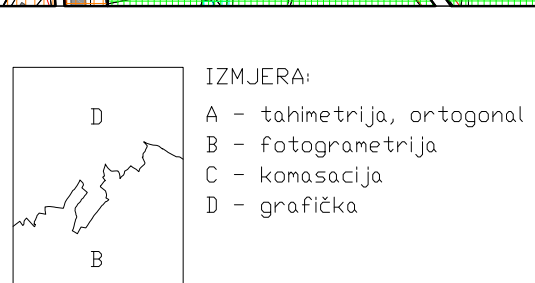 IZMJERA:
A - tahimetrija, ortogonal
B - fotogrametrija
C - komasacija
D - grafička
D
B